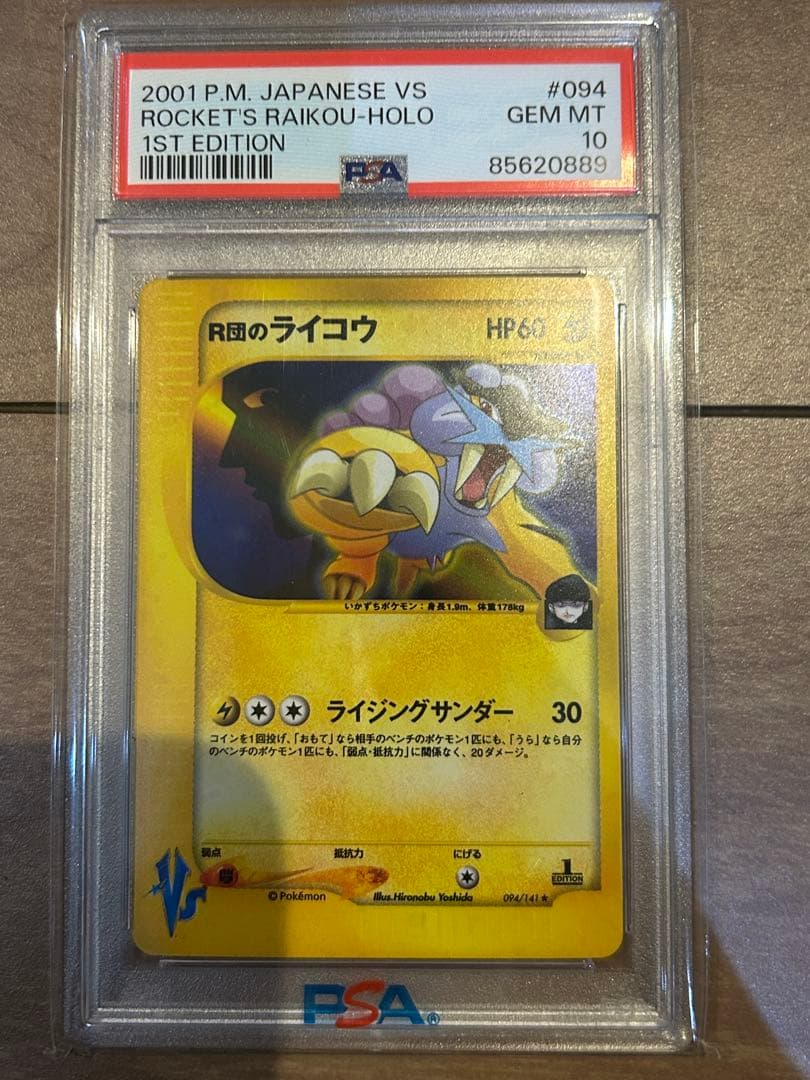 2001 P.M. JAPANESE VS #094
ROCKET'S RAIKOU-HOLO GEM MT
1ST EDITION 10
PSA 85620889
R団のライコウ HP60
いかずちポケモン:身長1.9m、体重178kg
ライジングサンダー 30
コインを1回投げ、「おもて」なら相手のベンチのポケモン1匹にも、「うら」なら自分
のベンチのポケモン1匹にも、「弱点・抵抗力」に関係なく、20ダメージ。
弱点 抵抗力 にげる
1
EDITION
VS
©Pokémon Illus.Hironobu Yoshida 094/141★
PSA®